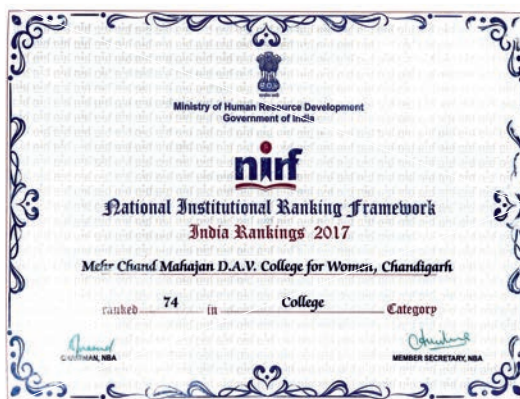 Ministry of Human Resource Development
Government of India
nirf
National Institutional Ranking Framework
India Rankings 2017
Mehr Chand Mahajan D.A.V. College for Women, Chandigarh
ranked 74 in College Category
CHAIRMAN, NBA
MEMBER SECRETARY, NBA